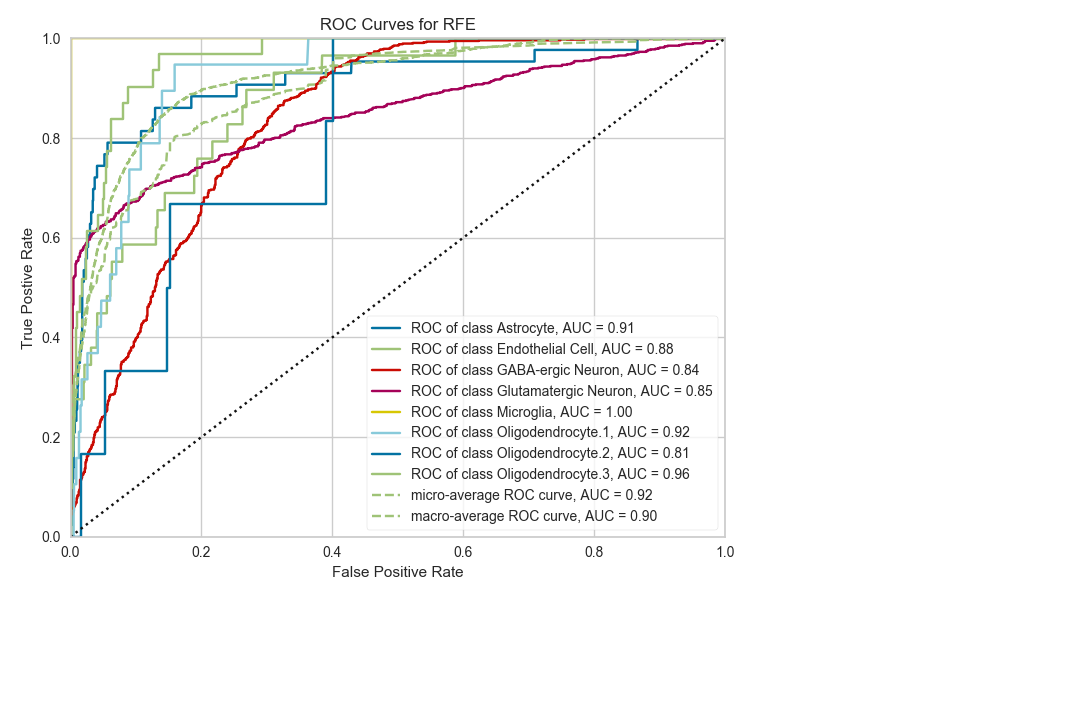 ROC Curves for RFE
1.0
0.8
0.6
0.4
0.2
0.0
True Postive Rate
ROC of class Astrocyte, AUC = 0.91
ROC of class Endothelial Cell, AUC = 0.88
ROC of class GABA-ergic Neuron, AUC = 0.84
ROC of class Glutamatergic Neuron, AUC = 0.85
ROC of class Microglia, AUC = 1.00
ROC of class Oligodendrocyte.1, AUC = 0.92
ROC of class Oligodendrocyte.2, AUC = 0.81
ROC of class Oligodendrocyte.3, AUC = 0.96
micro-average ROC curve, AUC = 0.92
macro-average ROC curve, AUC = 0.90
0.0 0.2 0.4 0.6 0.8 1.0
False Positive Rate